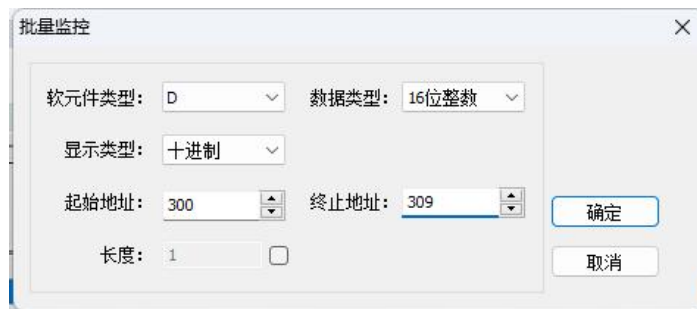 批量监控
软元件类型： D 数据类型： 16位整数
显示类型： 十进制
起始地址： 300 终止地址： 309
确定
长度： 1
取消